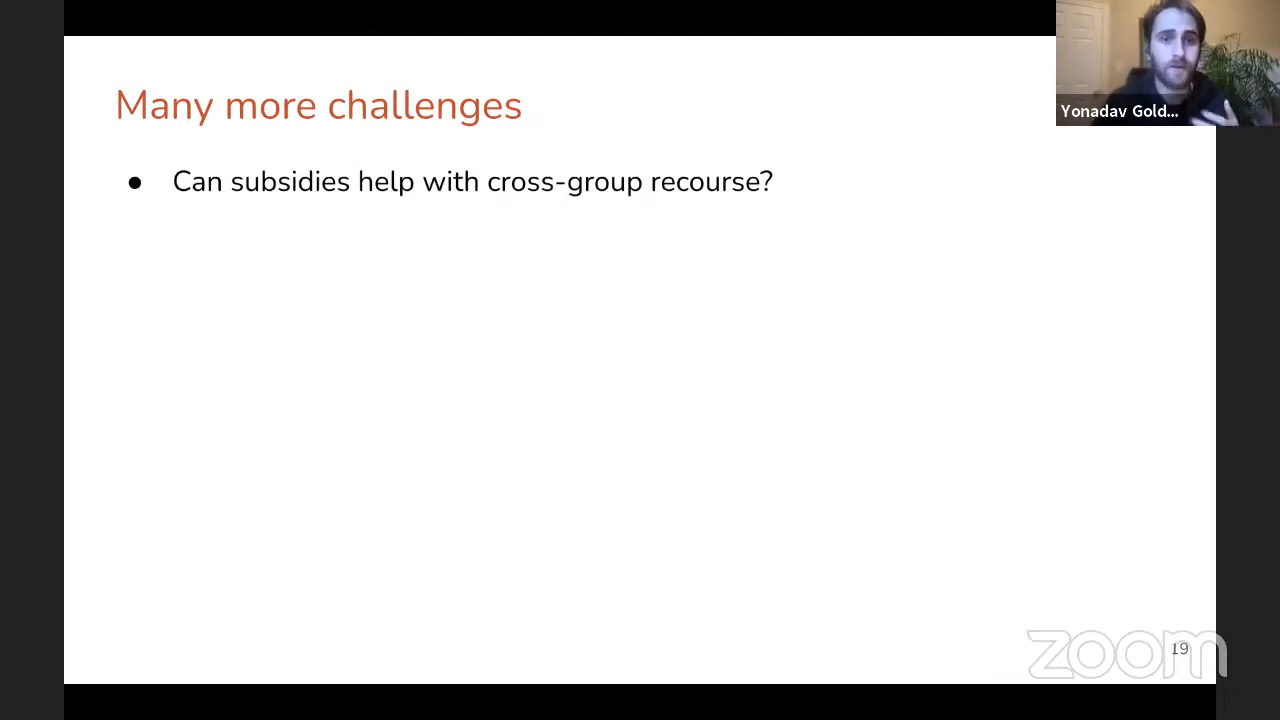 Many more challenges
Yonadav Gold...
● Can subsidies help with cross-group recourse?
19
zoom